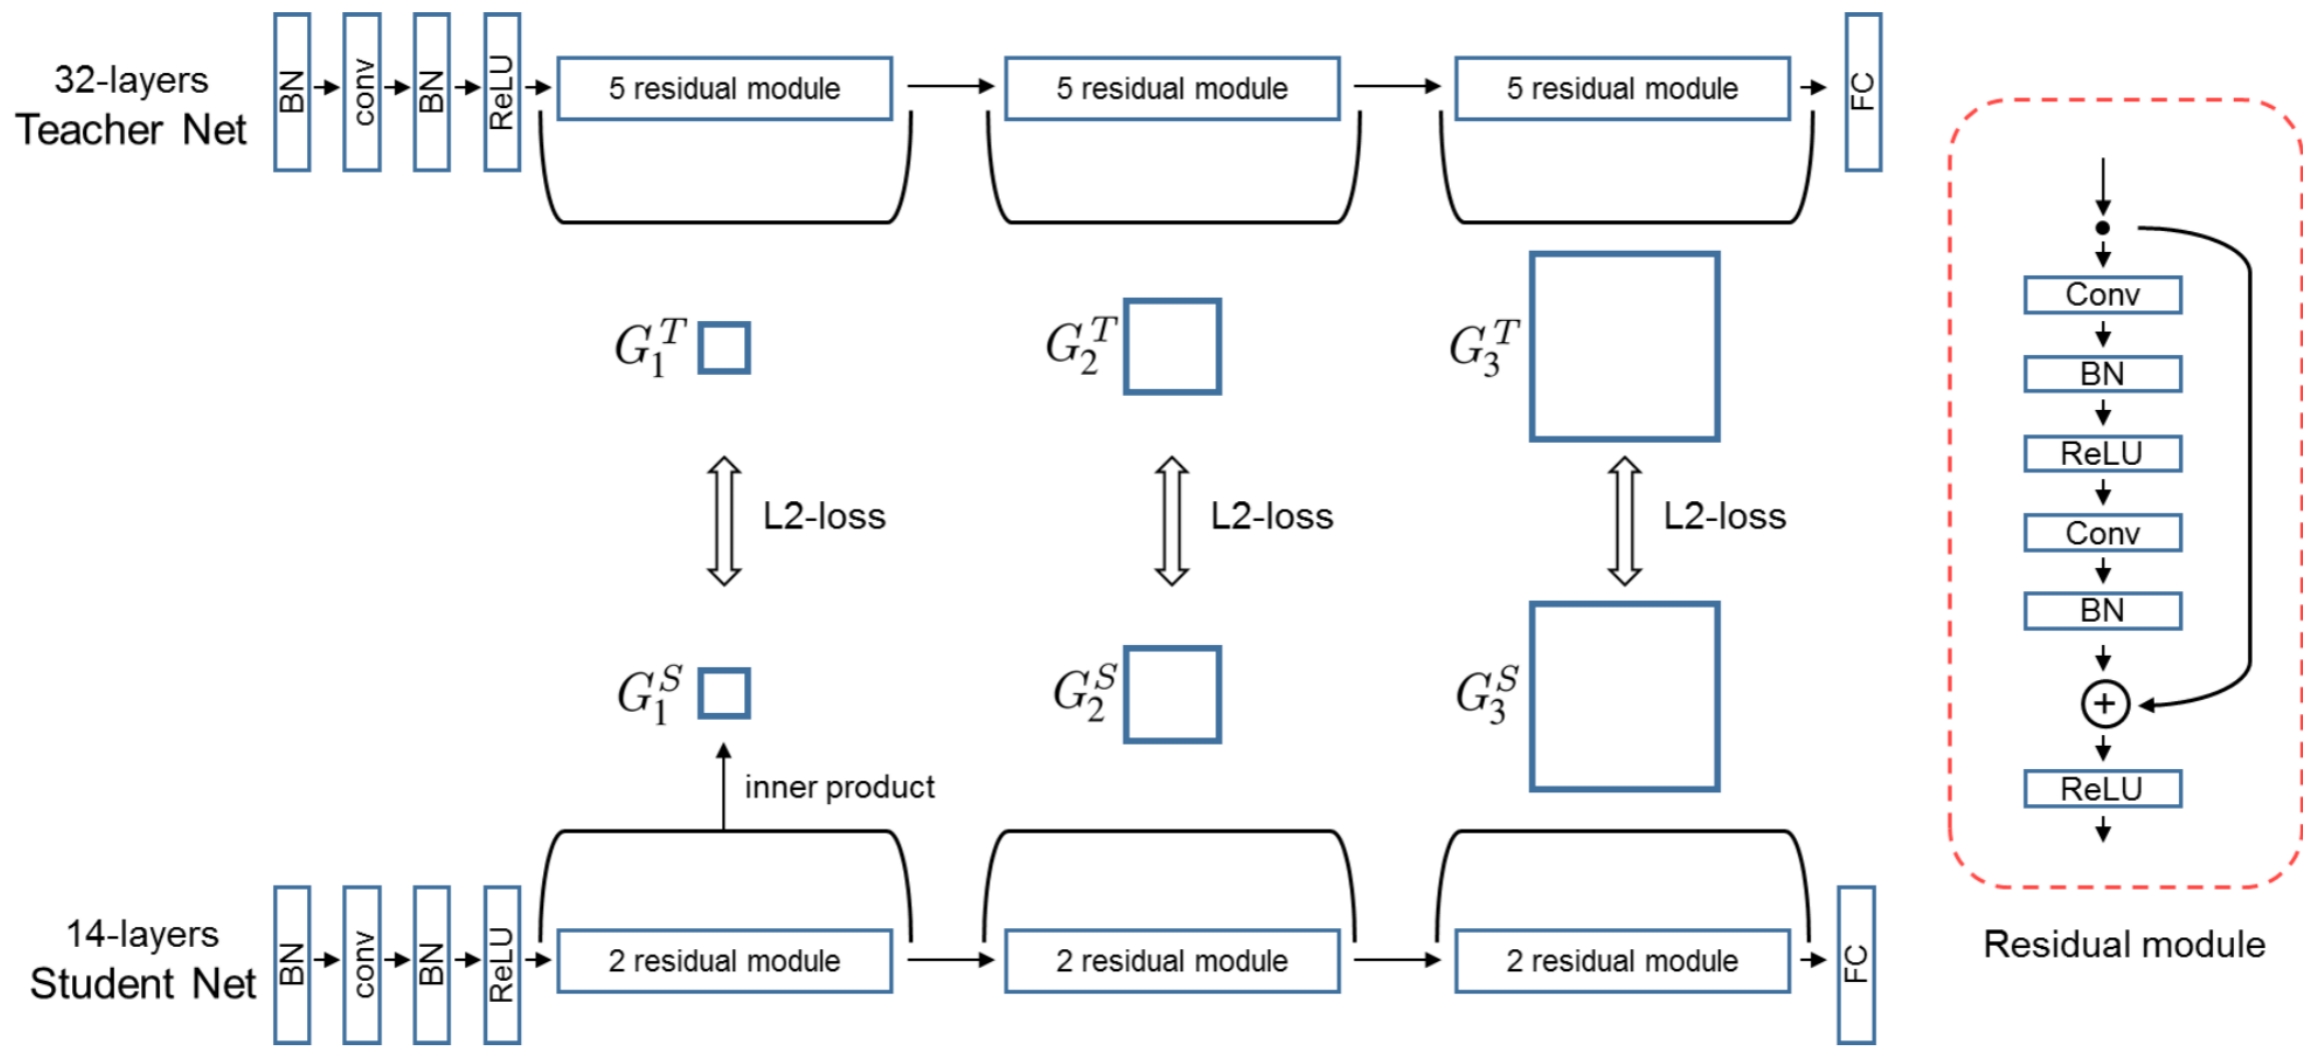 32-layers
Teacher Net
BN
conv
BN
ReLU
5 residual module
5 residual module
5 residual module
FC
G_1^T
G_2^T
G_3^T
L2-loss
L2-loss
L2-loss
G_1^S
G_2^S
G_3^S
inner product
14-layers
Student Net
BN
conv
BN
ReLU
2 residual module
2 residual module
2 residual module
FC
Conv
BN
ReLU
Conv
BN
+
ReLU
Residual module